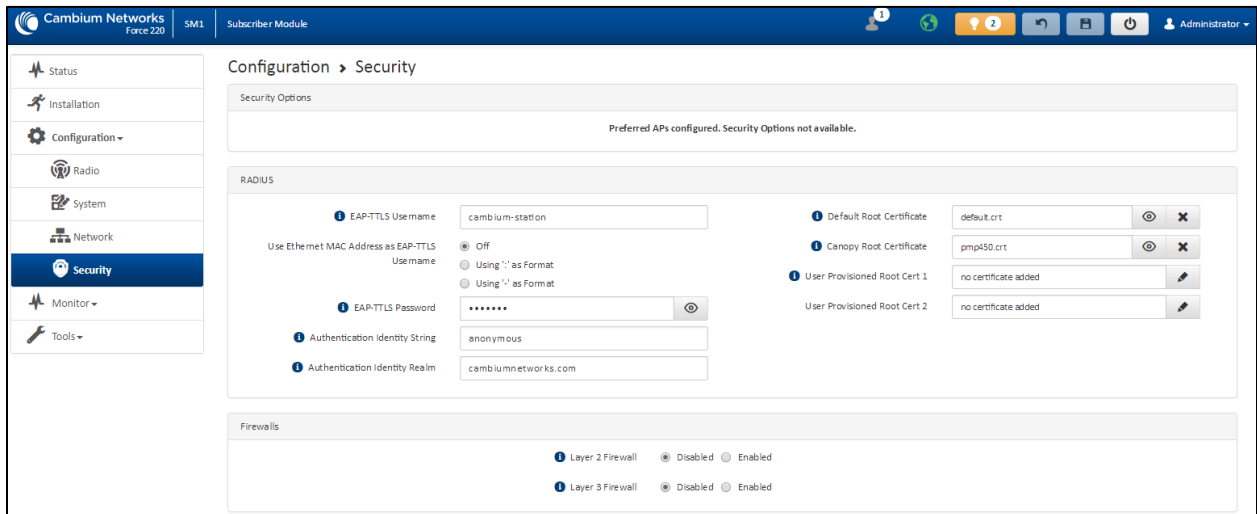 Cambium Networks
Force 220
SM1
Subscriber Module
1
2
Administrator
Status
Installation
Configuration
Radio
System
Network
Security
Monitor
Tools
Configuration > Security
Security Options
Preferred APs configured. Security Options not available.
RADIUS
EAP-TTLS Username
cambium-station
Use Ethernet MAC Address as EAP-TTLS
Username
Off
Using ':' as Format
Using '-' as Format
EAP-TTLS Password
•••••••
Authentication Identity String
anonymous
Authentication Identity Realm
cambiumnetworks.com
Default Root Certificate
default.crt
Canopy Root Certificate
pmp450.crt
User Provisioned Root Cert 1
no certificate added
User Provisioned Root Cert 2
no certificate added
Firewalls
Layer 2 Firewall
Disabled
Enabled
Layer 3 Firewall
Disabled
Enabled